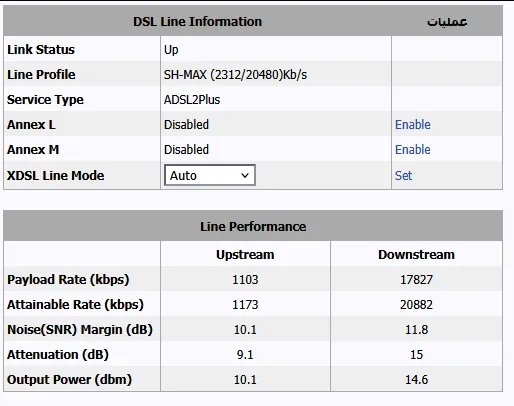 DSL Line Information عمليات
Link Status Up
Line Profile SH-MAX (2312/20480)Kb/s
Service Type ADSL2Plus
Annex L Disabled Enable
Annex M Disabled Enable
XDSL Line Mode Auto Set
Line Performance
Upstream Downstream
Payload Rate (kbps) 1103 17827
Attainable Rate (kbps) 1173 20882
Noise(SNR) Margin (dB) 10.1 11.8
Attenuation (dB) 9.1 15
Output Power (dbm) 10.1 14.6